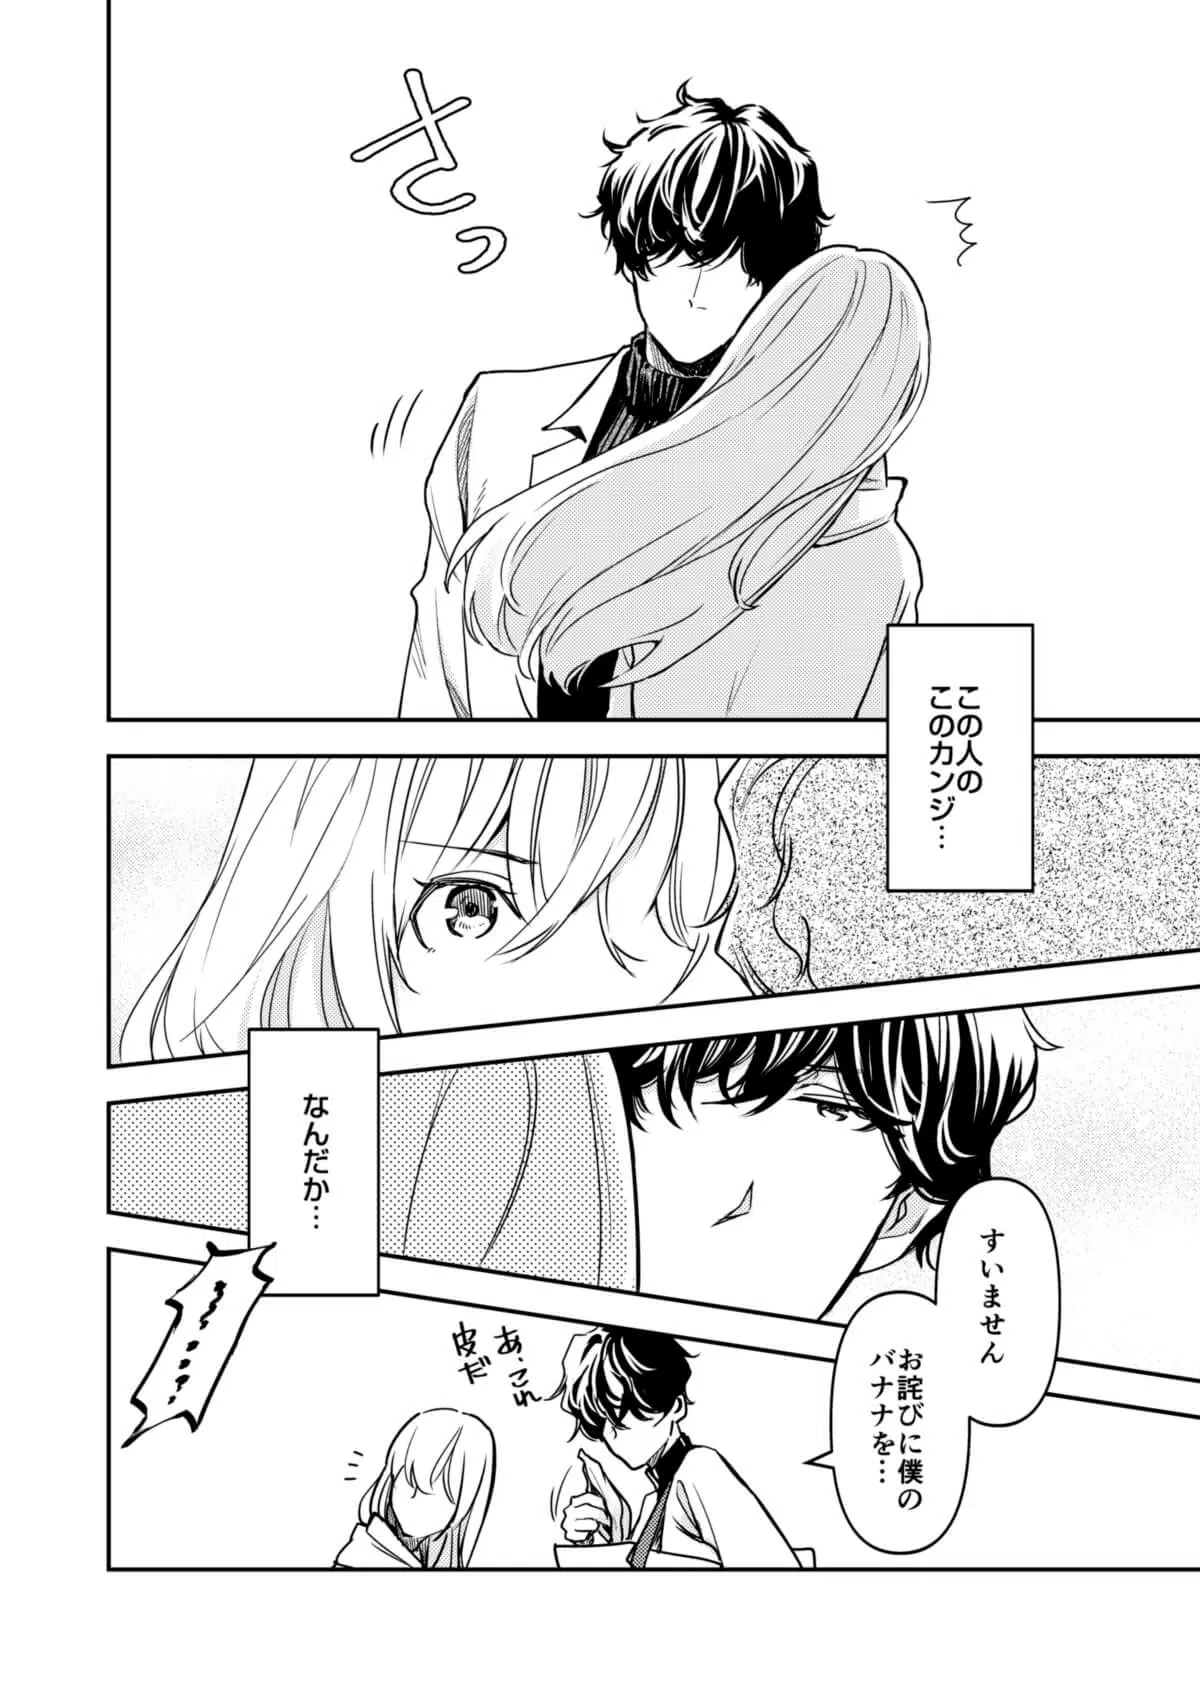 さっ
この人の
このカンジ…
なんだか…
すいません
お詫びに僕の
バナナを…
あ、これ
皮だ
……?